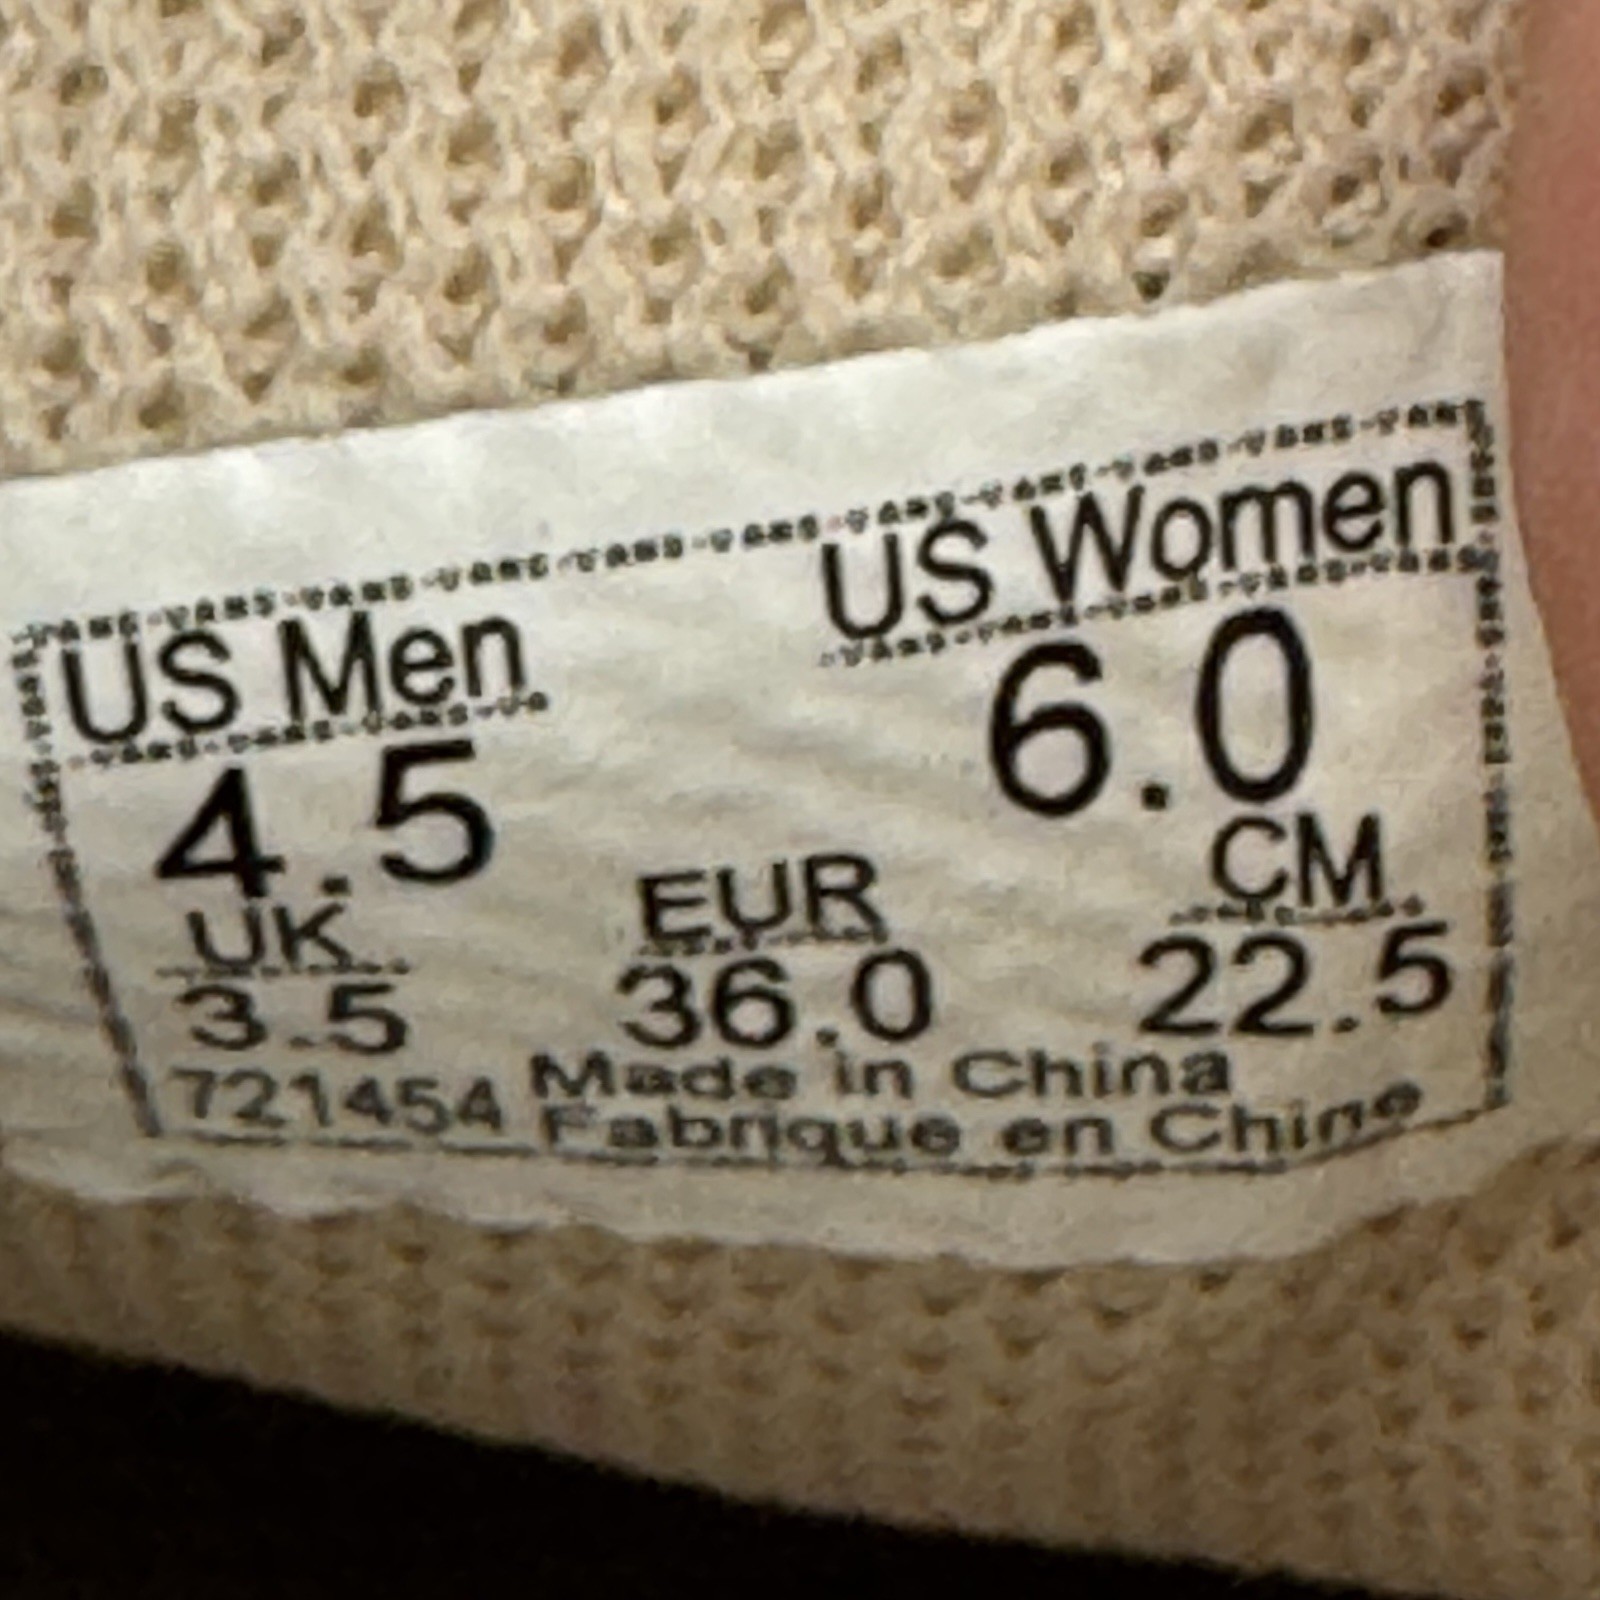 US Men US Women
4.5 6.0
UK EUR CM
3.5 36.0 22.5
721454 Made in China
Fabrique en Chine